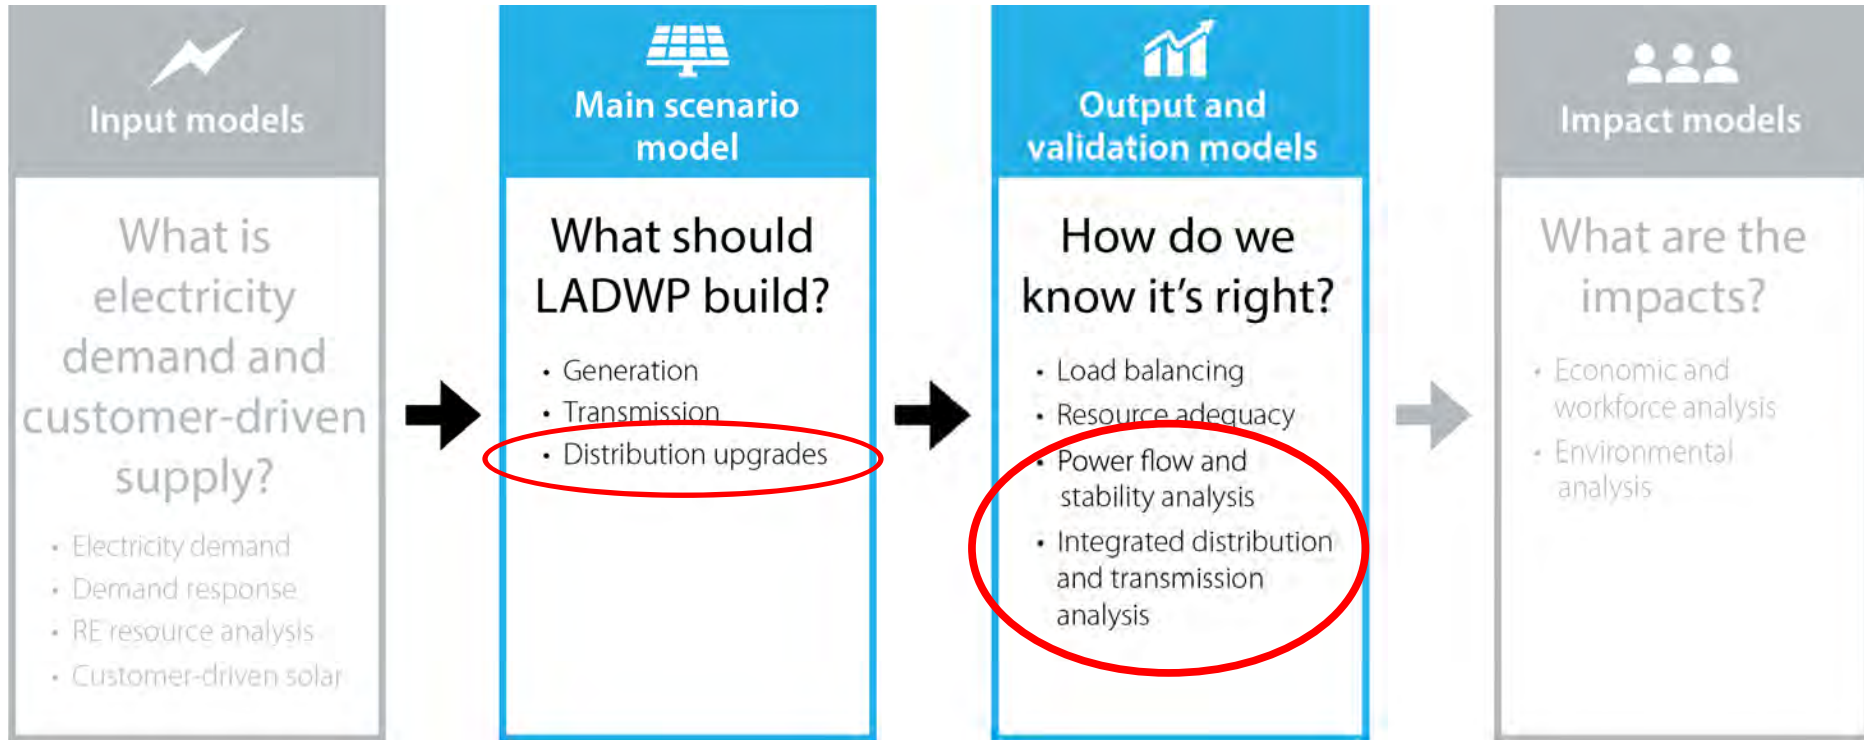 Input models
What is
electricity
demand and
customer-driven
supply?
• Electricity demand
• Demand response
• RE resource analysis
• Customer-driven solar
Main scenario
model
What should
LADWP build?
• Generation
• Transmission
• Distribution upgrades
Output and
validation models
How do we
know it's right?
• Load balancing
• Resource adequacy
• Power flow and
stability analysis
• Integrated distribution
and transmission
analysis
Impact models
What are the
impacts?
• Economic and
workforce analysis
• Environmental
analysis